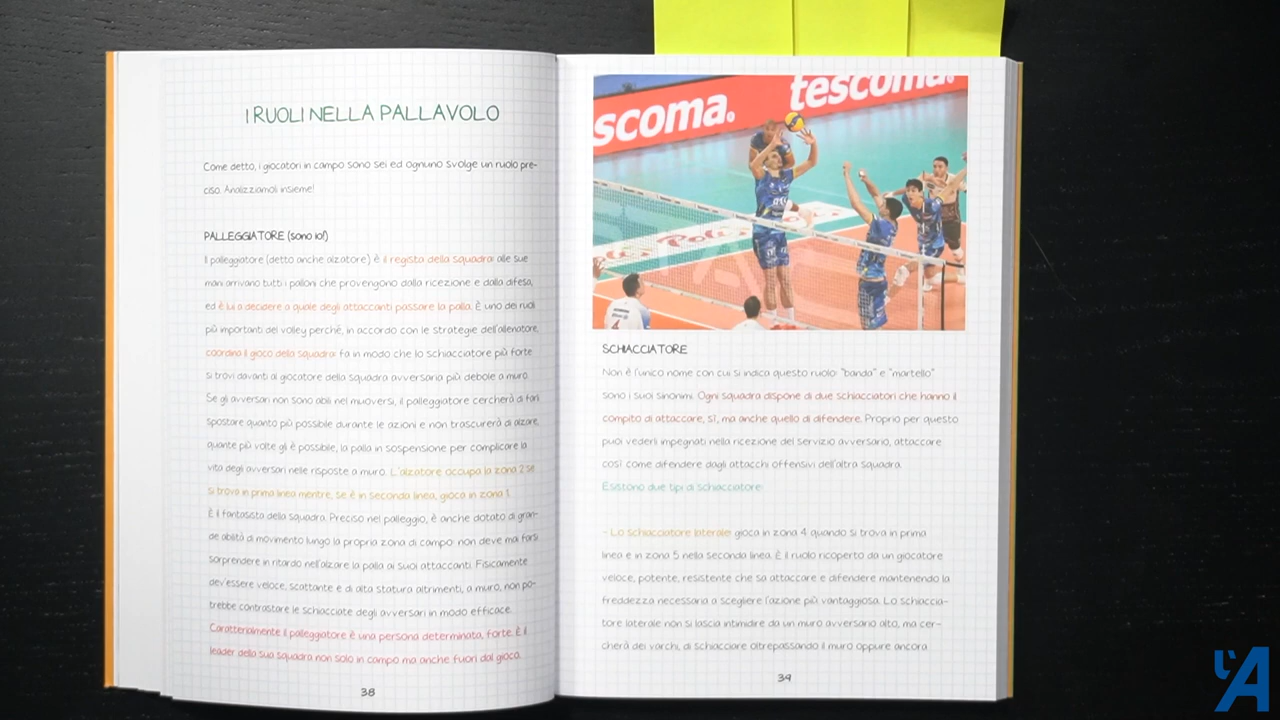 I RUOLI NELLA PALLAVOLO
Come detto, i giocatori in campo sono sei ed ognuno svolge un ruolo pre-
ciso. Analizziamoli insieme!
PALLEGGIATORE (sono io!)
Il palleggiatore (detto anche alzatore) è il regista della squadra: alle sue
mani arrivano tutti i palloni che provengono dalla ricezione e dalla difesa,
ed è lui a decidere a quale degli attaccanti passare la palla. È uno dei ruoli
più importanti del volley perché, in accordo con le strategie dell'allenatore,
coordina il gioco della squadra: fa in modo che lo schiacciatore più forte
si trovi davanti al giocatore della squadra avversaria più debole a muro.
Se gli avversari non sono abili nel muoversi, il palleggiatore cercherà di farli
spostare quanto più possibile durante le azioni e non trascurerà di alzare,
quante più volte gli è possibile, la palla in sospensione per complicare la
vita degli avversari nelle risposte a muro. L'alzatore occupa la zona 2 se
si trova in prima linea mentre, se è in seconda linea, gioca in zona 1.
È il fantasista della squadra. Preciso nel palleggio, è anche dotato di gran-
de abilità di movimento lungo la propria zona di campo: non deve mai farsi
sorprendere in ritardo nell'alzare la palla ai suoi attaccanti. Fisicamente
dev'essere veloce, scattante e di alta statura altrimenti, a muro, non po-
trebbe contrastare le schiacciate degli avversari in modo efficace.
Caratterialmente il palleggiatore è una persona determinata, forte. È il
leader della sua squadra non solo in campo ma anche fuori dal gioco.
38
scoma.
tescoma.
4
SCHIACCIATORE
Non è l'unico nome con cui si indica questo ruolo: "banda" e "martello"
sono i suoi sinonimi. Ogni squadra dispone di due schiacciatori che hanno il
compito di attaccare, sì, ma anche quello di difendere. Proprio per questo
puoi vederli impegnati nella ricezione del servizio avversario, attaccare
così come difendere dagli attacchi offensivi dell'altra squadra.
Esistono due tipi di schiacciatore:
- Lo schiacciatore laterale: gioca in zona 4 quando si trova in prima
linea e in zona 5 nella seconda linea. È il ruolo ricoperto da un giocatore
veloce, potente, resistente che sa attaccare e difendere mantenendo la
freddezza necessaria a scegliere l'azione più vantaggiosa. Lo schiaccia-
tore laterale non si lascia intimidire da un muro avversario alto, ma cer-
cherà dei varchi, di schiacciare oltrepassando il muro oppure ancora
39
L'A